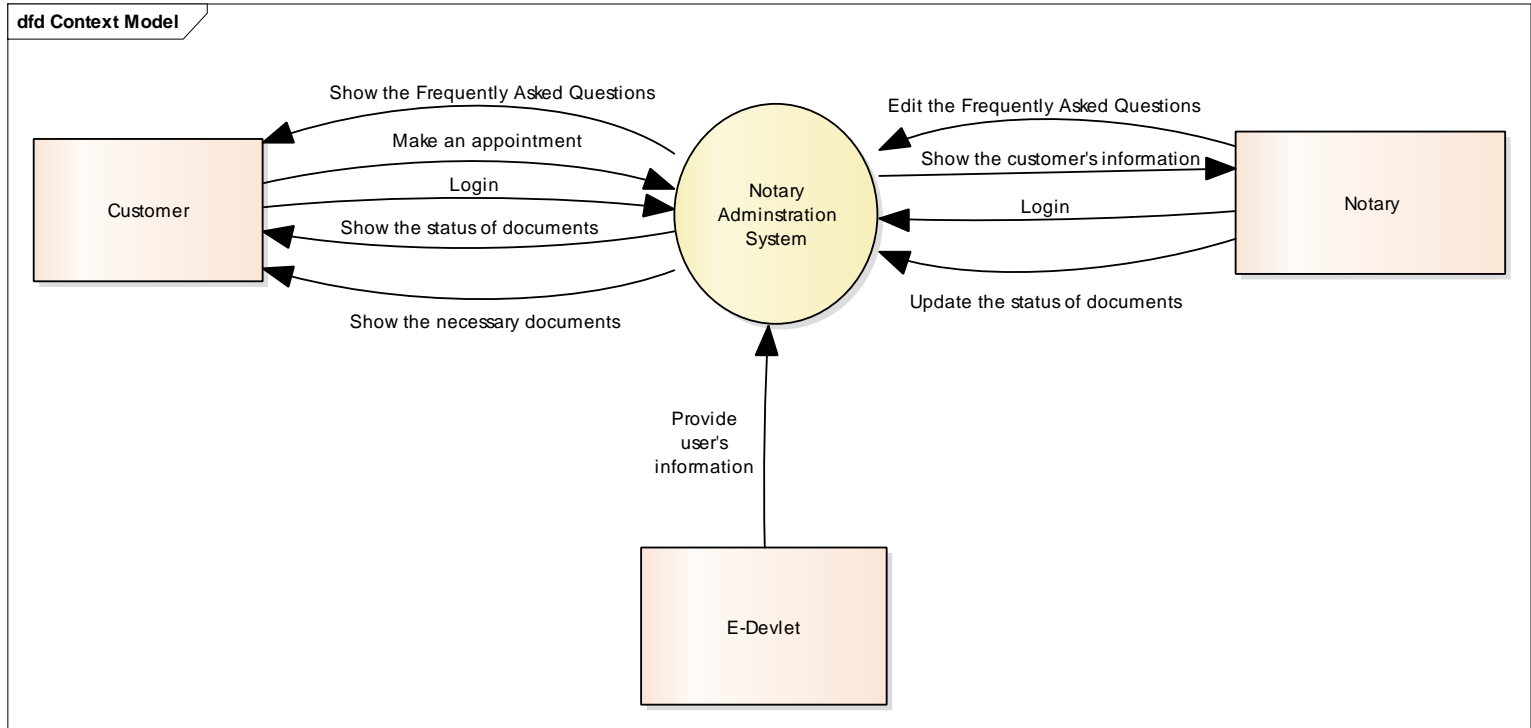 dfd Context Model
Show the Frequently Asked Questions
Make an appointment
Login
Show the status of documents
Show the necessary documents
Customer
Notary
Adminstration
System
Edit the Frequently Asked Questions
Show the customer's information
Login
Update the status of documents
Notary
Provide
user's
information
E-Devlet